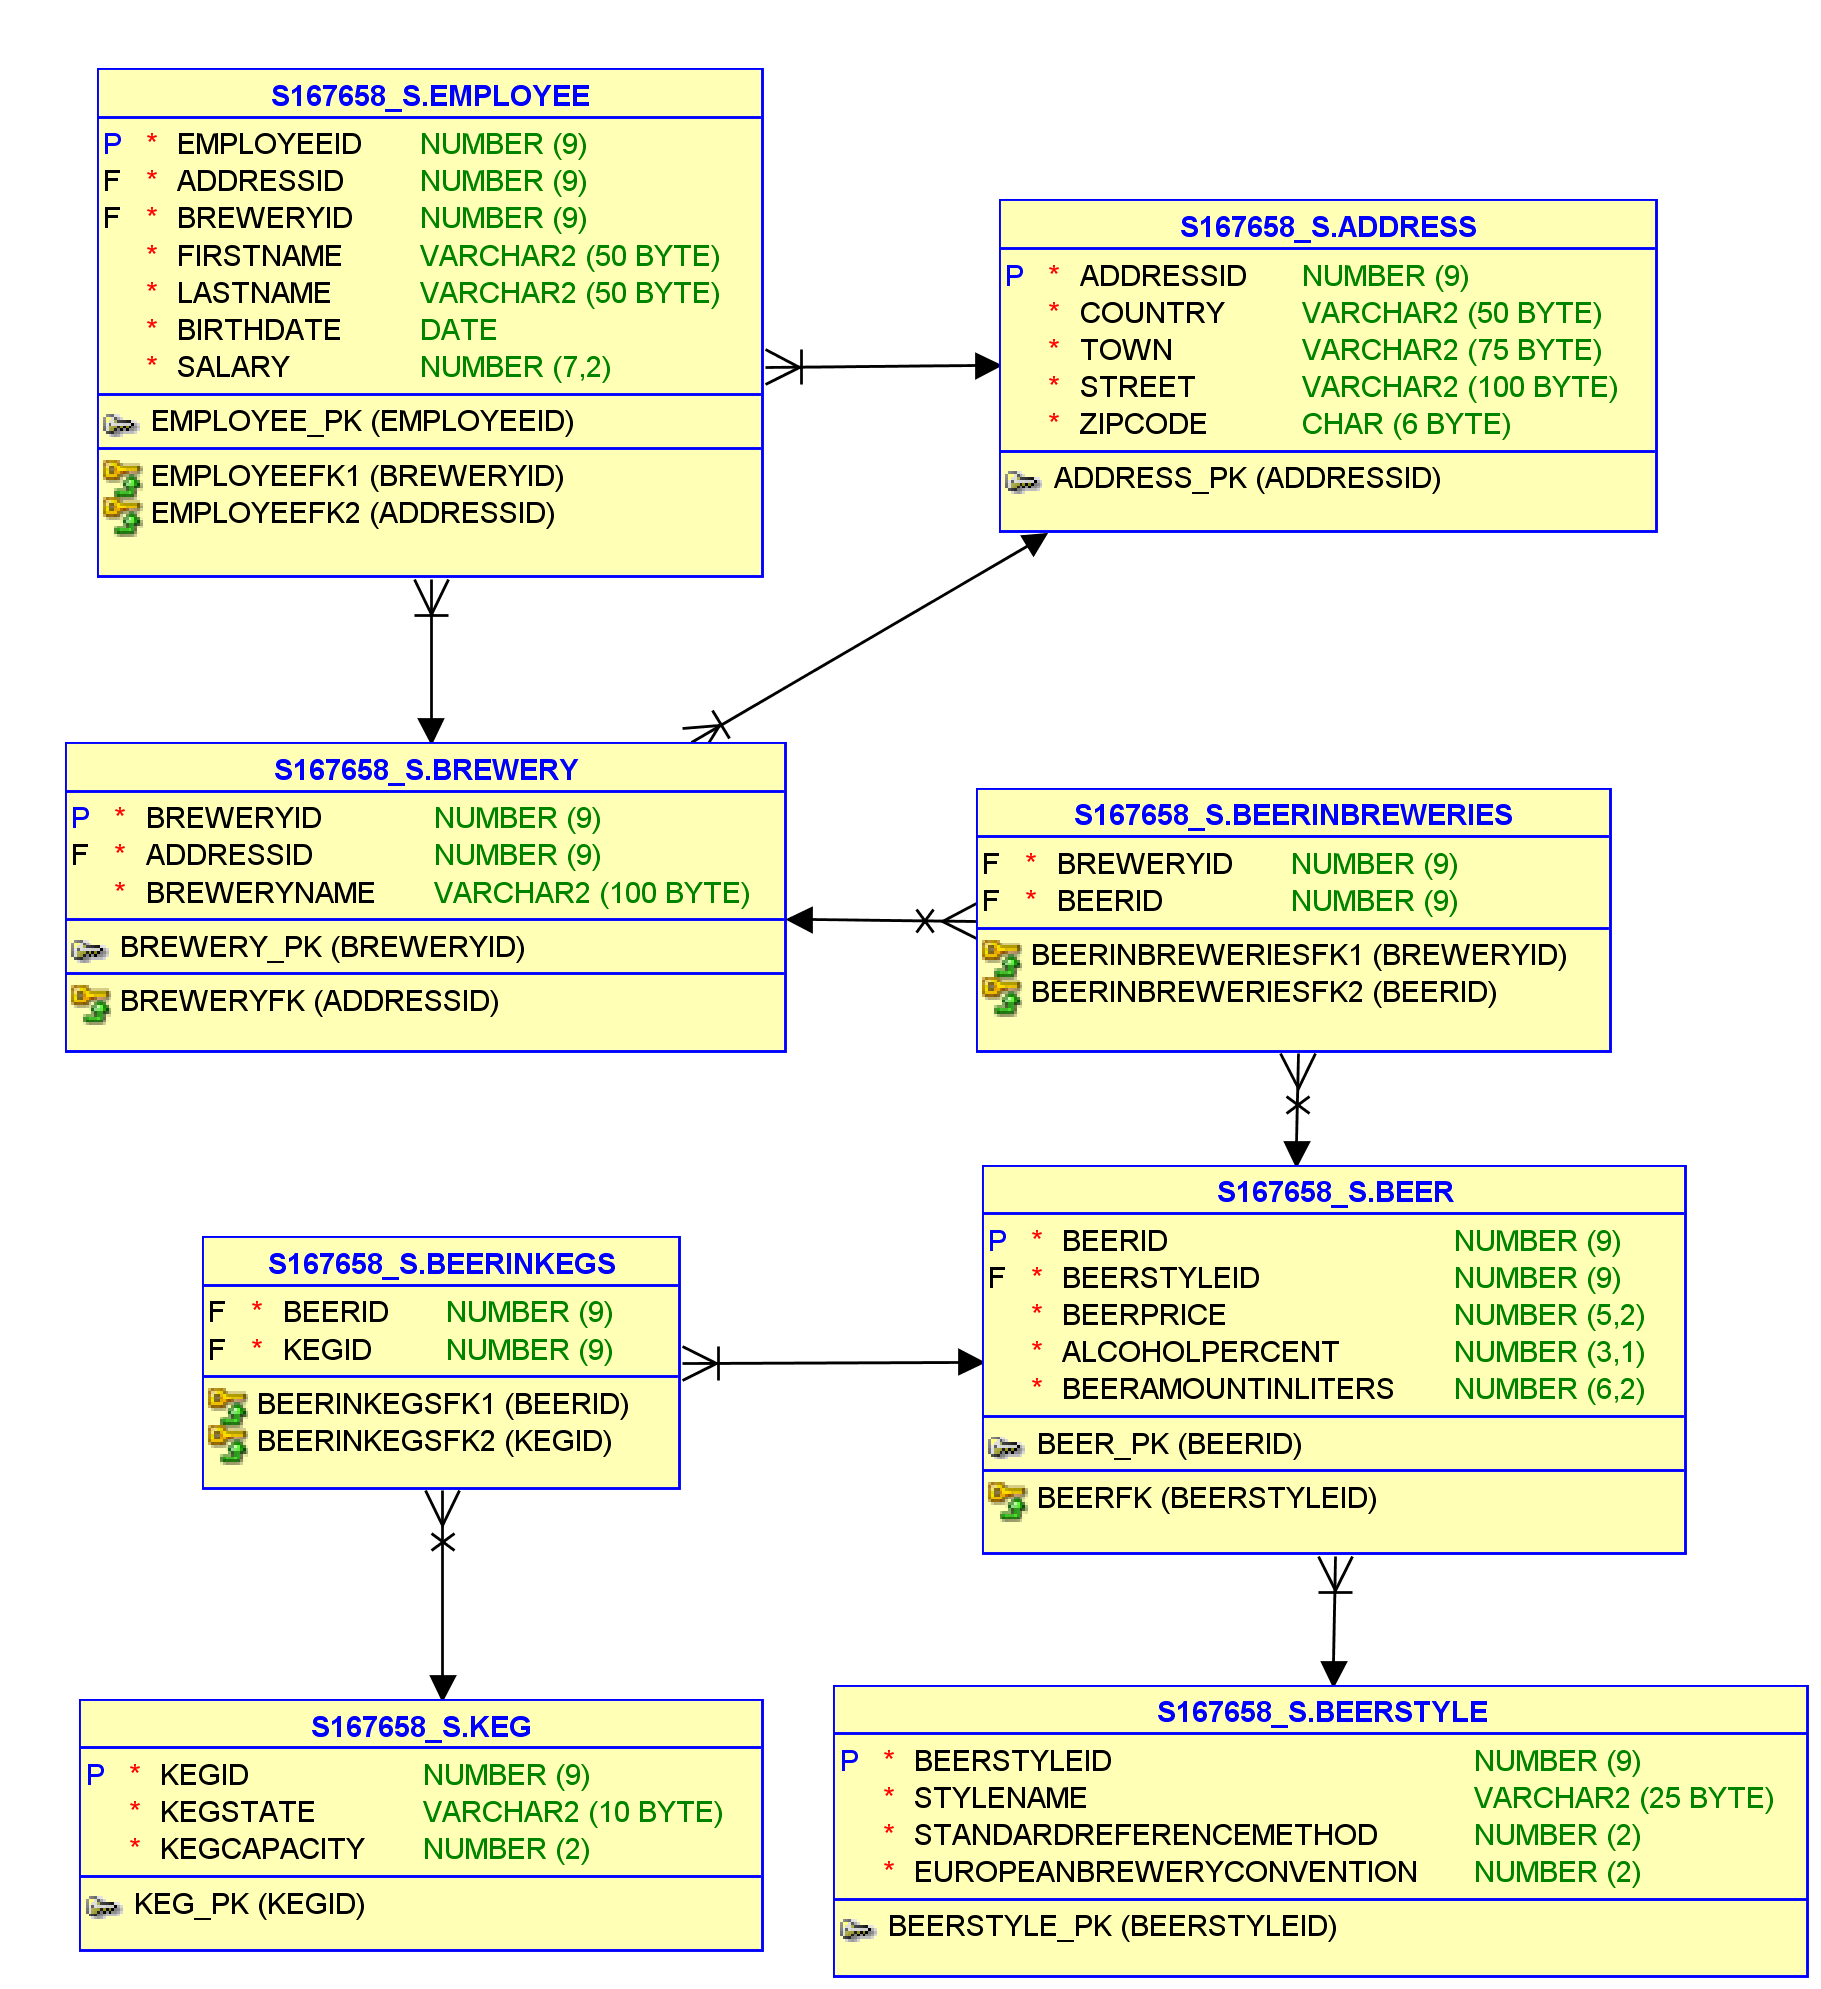 S167658_S.EMPLOYEE
P * EMPLOYEEID NUMBER (9)
F * ADDRESSID NUMBER (9)
F * BREWERYID NUMBER (9)
* FIRSTNAME VARCHAR2 (50 BYTE)
* LASTNAME VARCHAR2 (50 BYTE)
* BIRTHDATE DATE
* SALARY NUMBER (7,2)
EMPLOYEE_PK (EMPLOYEEID)
EMPLOYEEFK1 (BREWERYID)
EMPLOYEEFK2 (ADDRESSID)
S167658_S.ADDRESS
P * ADDRESSID NUMBER (9)
* COUNTRY VARCHAR2 (50 BYTE)
* TOWN VARCHAR2 (75 BYTE)
* STREET VARCHAR2 (100 BYTE)
* ZIPCODE CHAR (6 BYTE)
ADDRESS_PK (ADDRESSID)
S167658_S.BREWERY
P * BREWERYID NUMBER (9)
F * ADDRESSID NUMBER (9)
* BREWERYNAME VARCHAR2 (100 BYTE)
BREWERY_PK (BREWERYID)
BREWERYFK (ADDRESSID)
S167658_S.BEERINBREWERIES
F * BREWERYID NUMBER (9)
F * BEERID NUMBER (9)
BEERINBREWERIESFK1 (BREWERYID)
BEERINBREWERIESFK2 (BEERID)
S167658_S.BEER
P * BEERID NUMBER (9)
F * BEERSTYLEID NUMBER (9)
* BEERPRICE NUMBER (5,2)
* ALCOHOLPERCENT NUMBER (3,1)
* BEERAMOUNTINLITERS NUMBER (6,2)
BEER_PK (BEERID)
BEERFK (BEERSTYLEID)
S167658_S.BEERINKEGS
F * BEERID NUMBER (9)
F * KEGID NUMBER (9)
BEERINKEGSFK1 (BEERID)
BEERINKEGSFK2 (KEGID)
S167658_S.KEG
P * KEGID NUMBER (9)
* KEGSTATE VARCHAR2 (10 BYTE)
* KEGCAPACITY NUMBER (2)
KEG_PK (KEGID)
S167658_S.BEERSTYLE
P * BEERSTYLEID NUMBER (9)
* STYLENAME VARCHAR2 (25 BYTE)
* STANDARDREFERENCEMETHOD NUMBER (2)
* EUROPEANBREWERYCONVENTION NUMBER (2)
BEERSTYLE_PK (BEERSTYLEID)